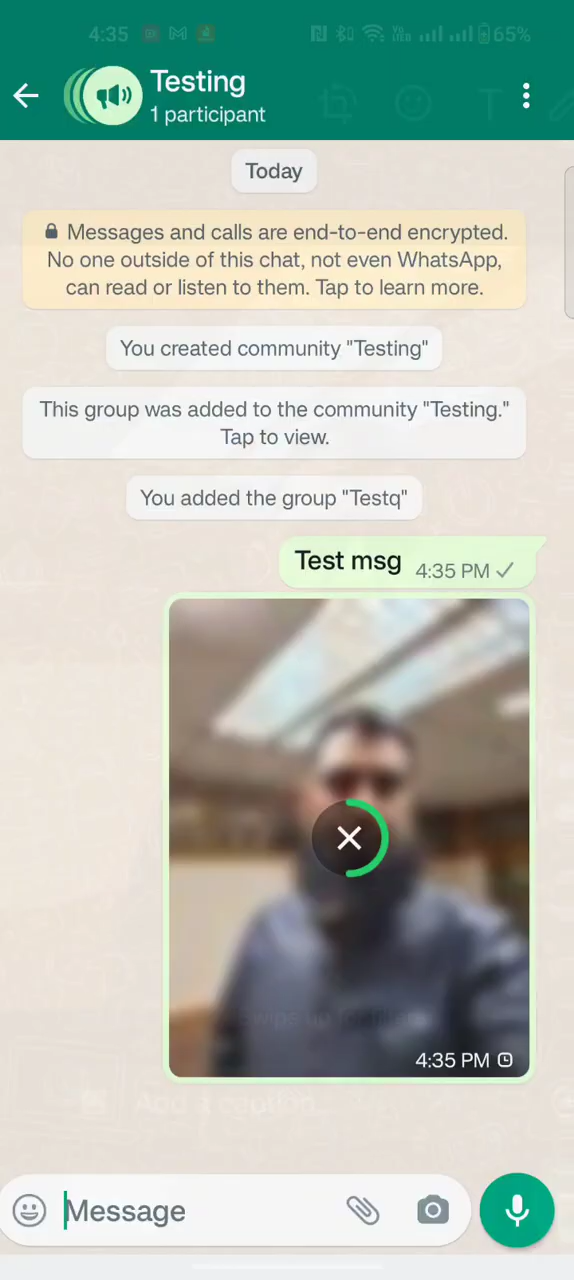 4:35
65%
Testing
1 participant
Today
Messages and calls are end-to-end encrypted.
No one outside of this chat, not even WhatsApp,
can read or listen to them. Tap to learn more.
You created community "Testing"
This group was added to the community "Testing."
Tap to view.
You added the group "Testq"
Test msg 4:35 PM
4:35 PM
Add a caption...
Message